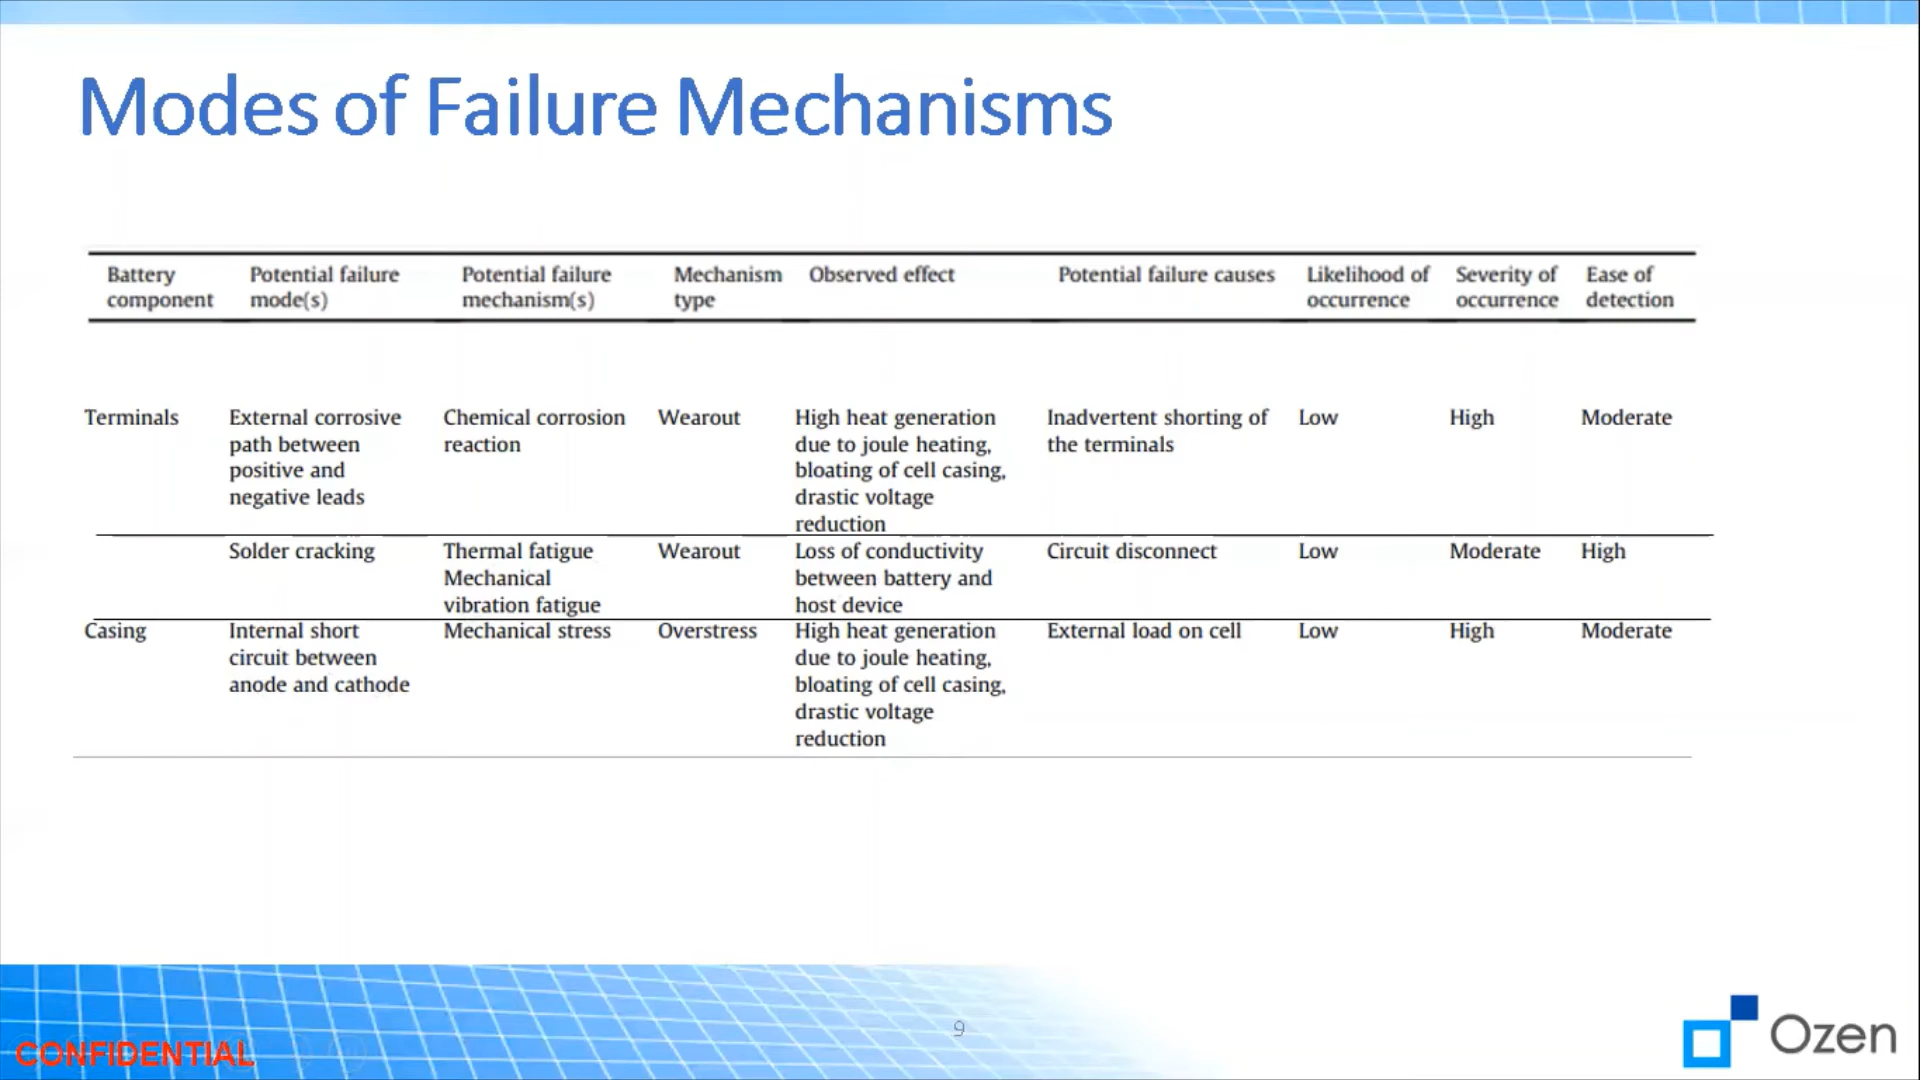 Modes of Failure Mechanisms
Battery component
Potential failure mode(s)
Potential failure mechanism(s)
Mechanism type
Observed effect
Potential failure causes
Likelihood of occurrence
Severity of occurrence
Ease of detection
Terminals
External corrosive
path between
positive and
negative leads
Chemical corrosion
reaction
Wearout
High heat generation
due to joule heating,
bloating of cell casing,
drastic voltage
reduction
Inadvertent shorting of
the terminals
Low
High
Moderate
Solder cracking
Thermal fatigue
Mechanical
vibration fatigue
Wearout
Loss of conductivity
between battery and
host device
Circuit disconnect
Low
Moderate
High
Casing
Internal short
circuit between
anode and cathode
Mechanical stress
Overstress
High heat generation
due to joule heating,
bloating of cell casing,
drastic voltage
reduction
External load on cell
Low
High
Moderate
CONFIDENTIAL
9
Ozen